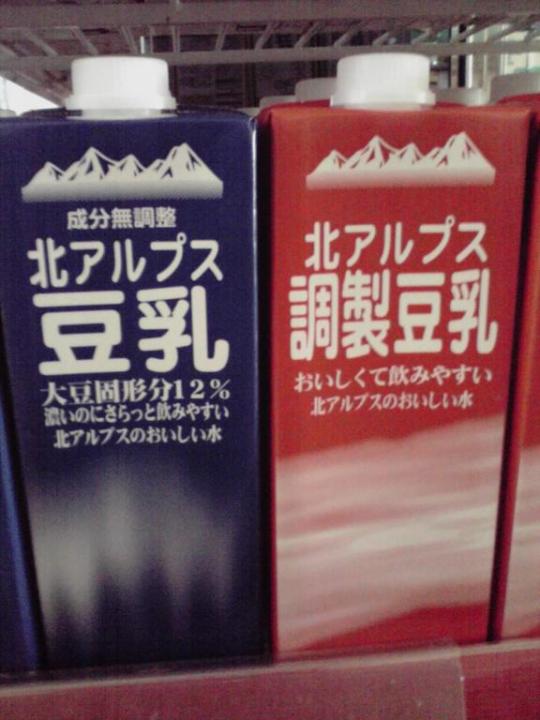 成分無調整
北アルプス
豆乳
大豆固形分12%
濃いのにさらっと飲みやすい
北アルプスのおいしい水
北アルプス
調製豆乳
おいしくて飲みやすい
北アルプスのおいしい水